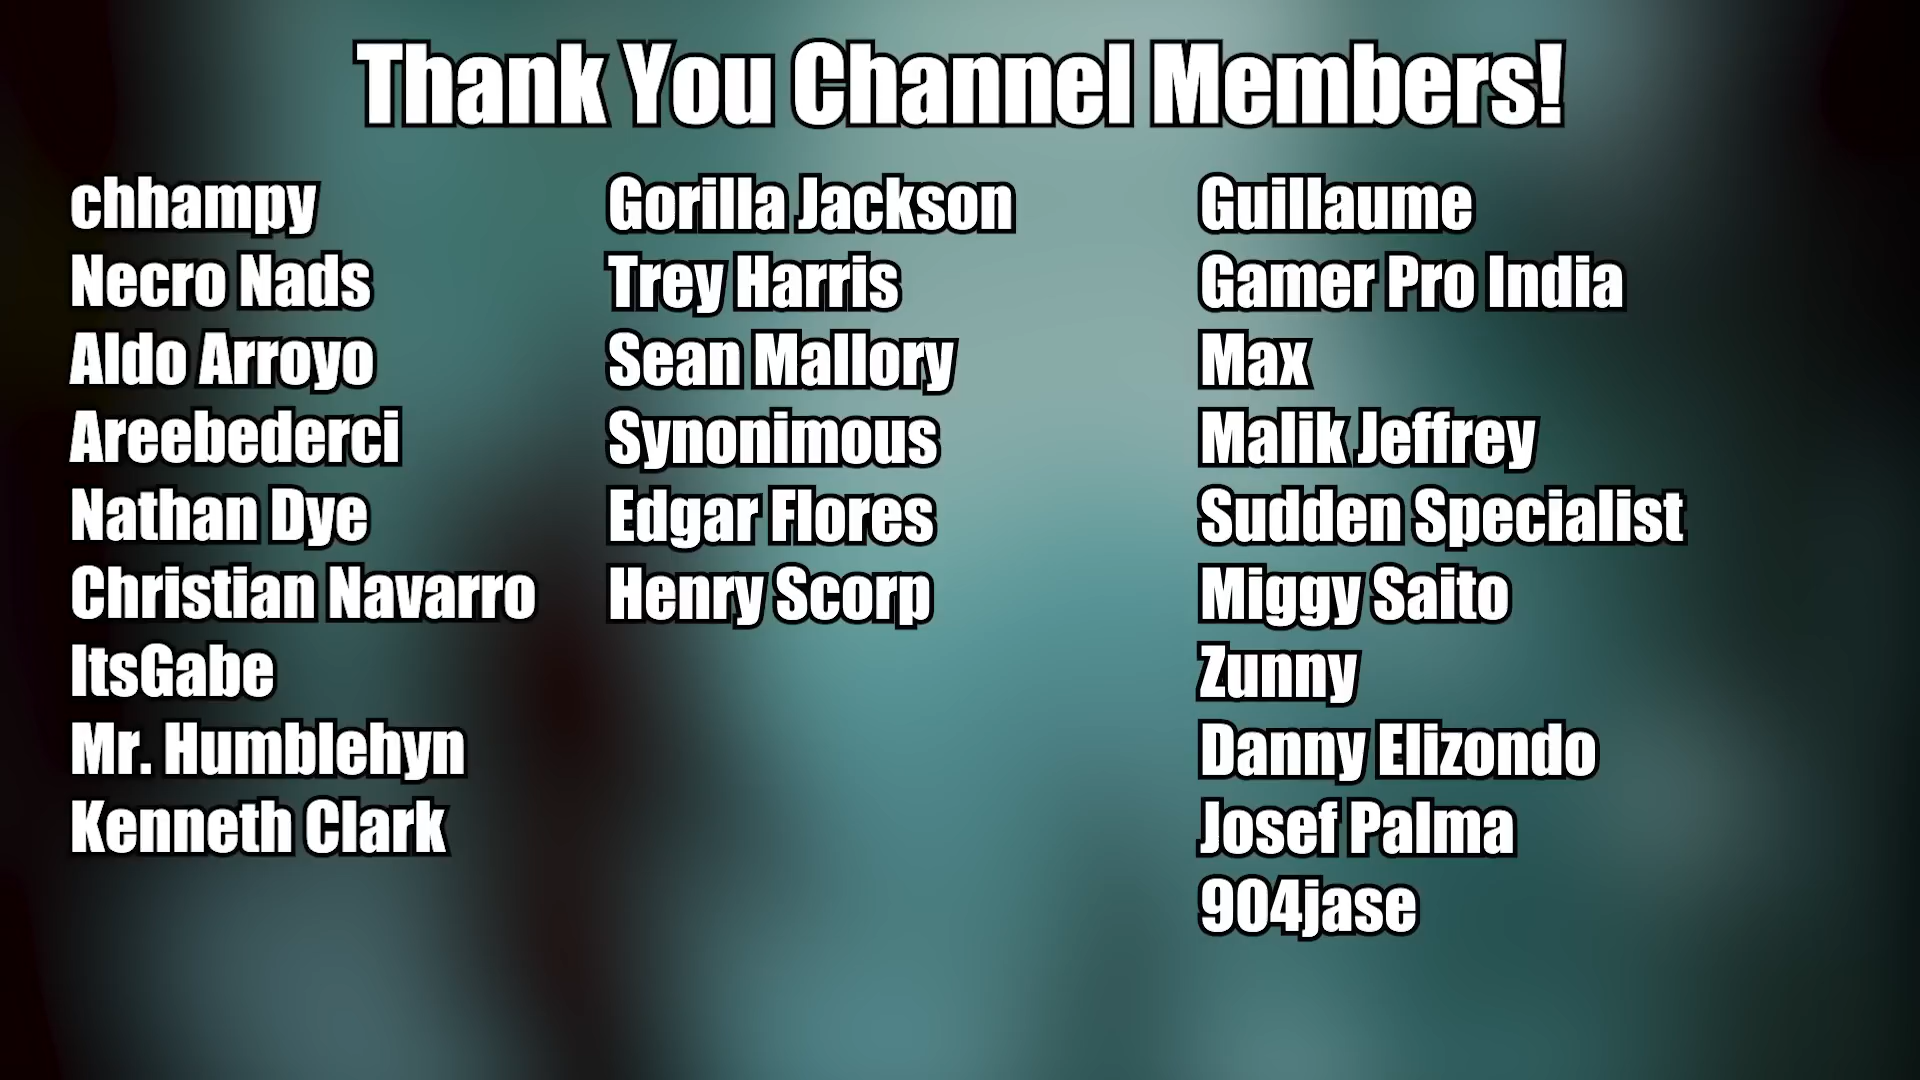 Thank You Channel Members!
chhampy
Necro Nads
Aldo Arroyo
Areebederci
Nathan Dye
Christian Navarro
ItsGabe
Mr. Humblehyn
Kenneth Clark
Gorilla Jackson
Trey Harris
Sean Mallory
Synonimous
Edgar Flores
Henry Scorp
Guillaume
Gamer Pro India
Max
Malik Jeffrey
Sudden Specialist
Miggy Saito
Zunny
Danny Elizondo
Josef Palma
904jase